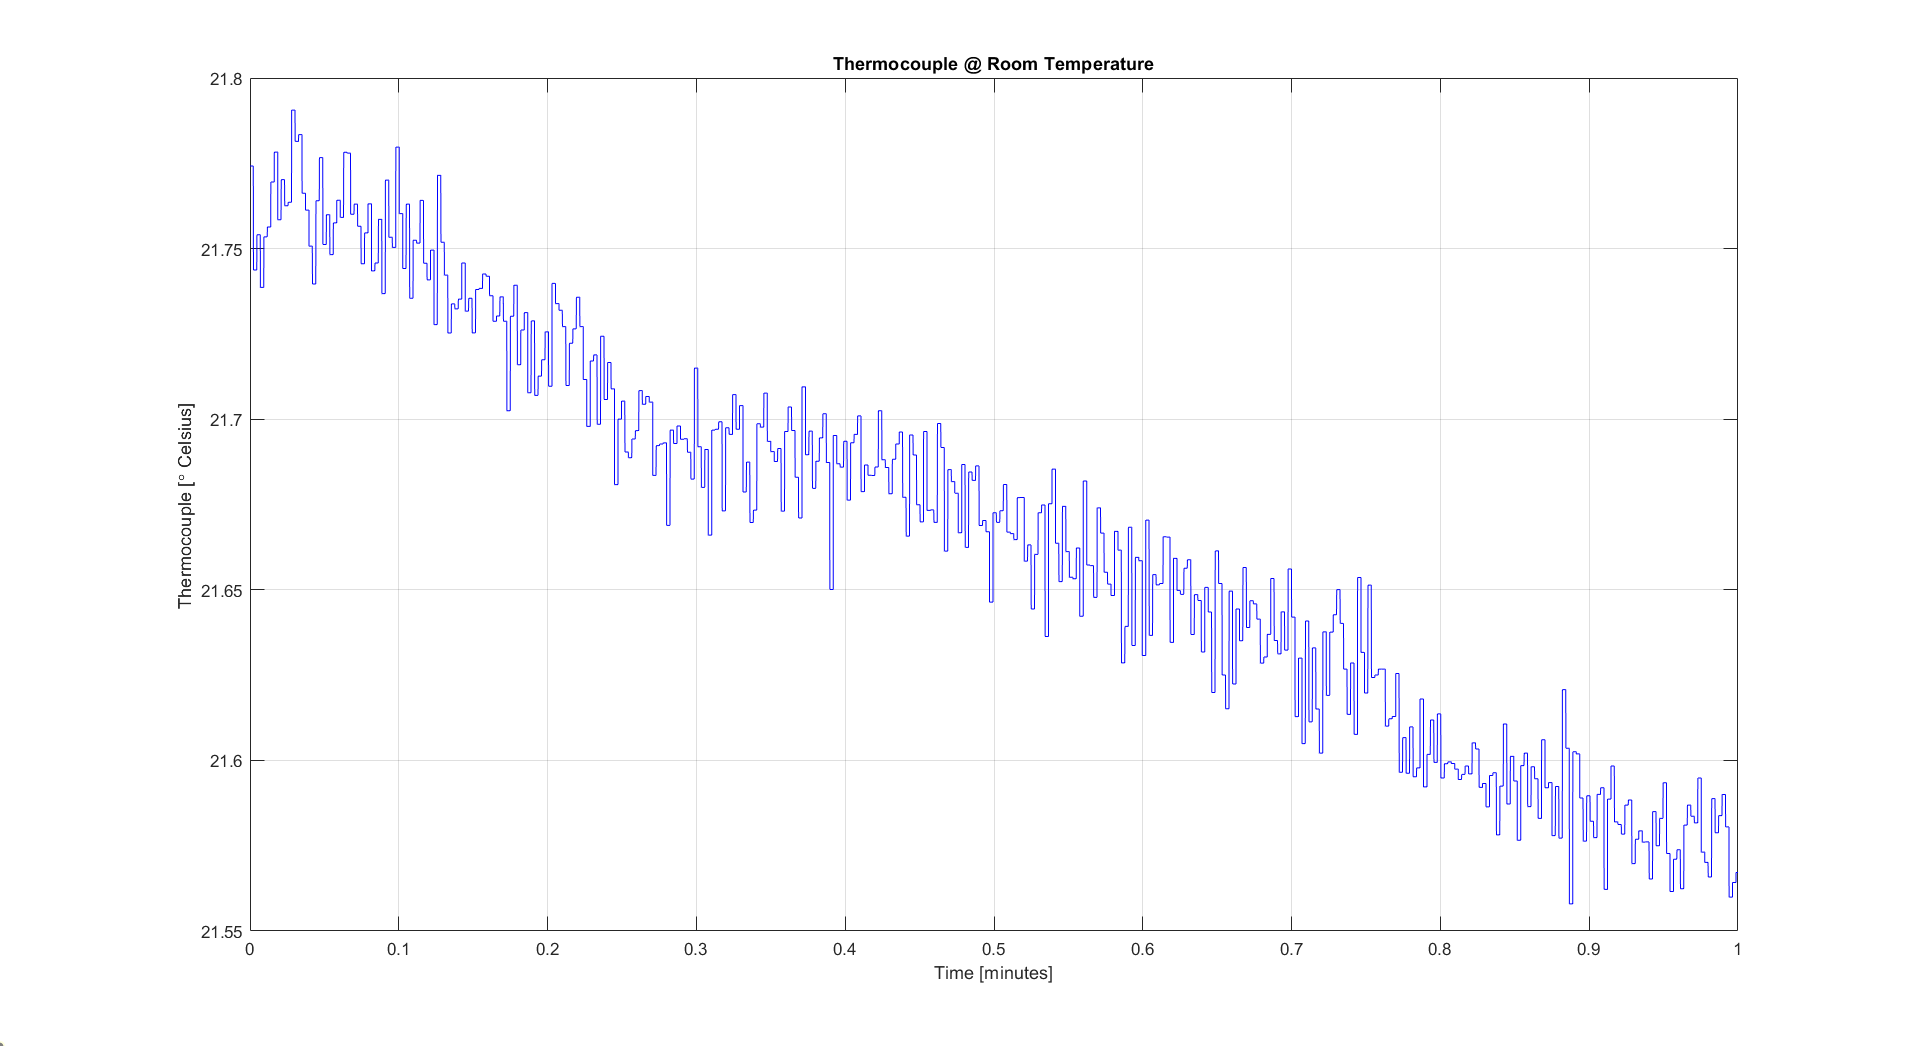 Thermocouple @ Room Temperature
21.8
21.75
21.7
21.65
21.6
21.55
Thermocouple [° Celsius]
0 0.1 0.2 0.3 0.4 0.5 0.6 0.7 0.8 0.9 1
Time [minutes]